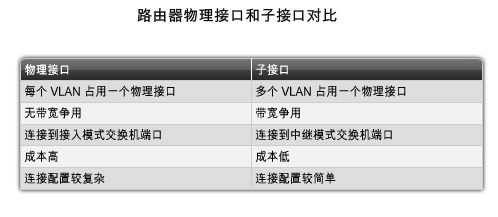 路由器物理接口和子接口对比
物理接口 子接口
每个 VLAN 占用一个物理接口 多个 VLAN 占用一个物理接口
无带宽争用 带宽争用
连接到接入模式交换机端口 连接到中继模式交换机端口
成本高 成本低
连接配置较复杂 连接配置较简单